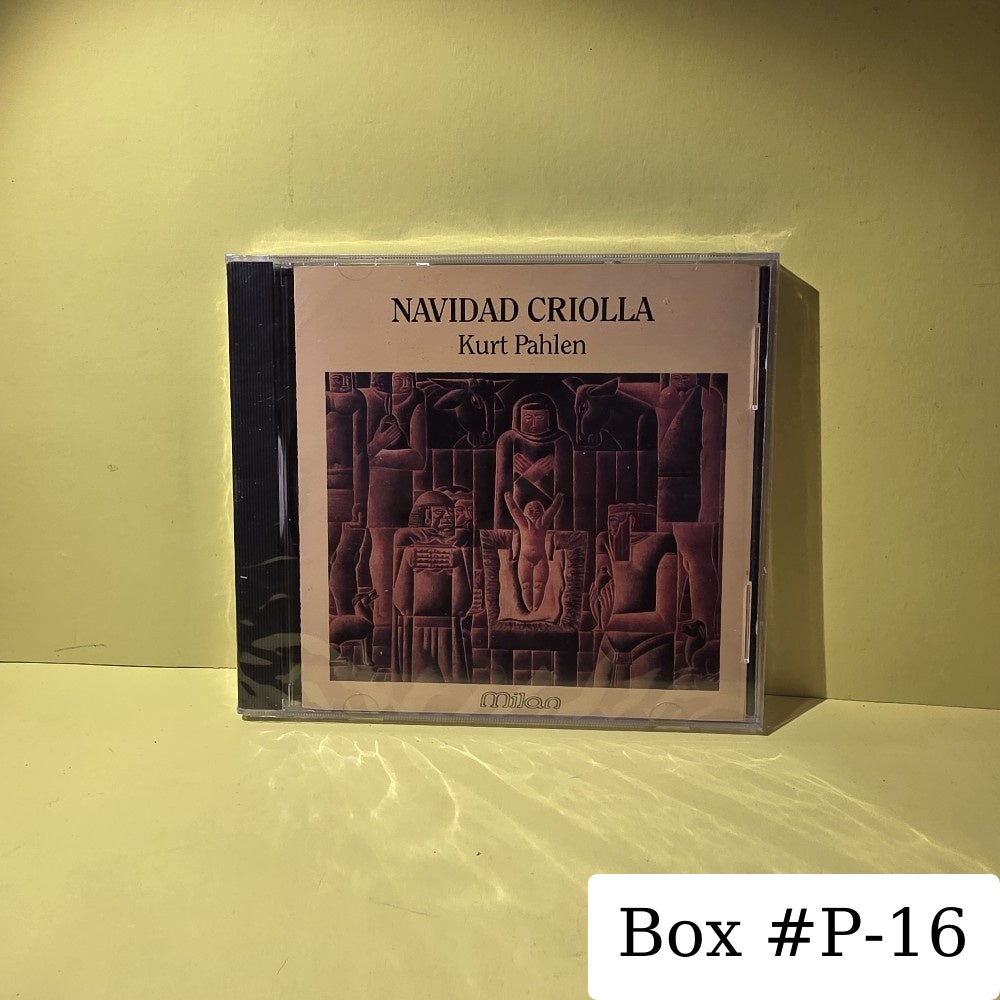 NAVIDAD CRIOLLA
Kurt Pahlen
Milan
Box #P-16